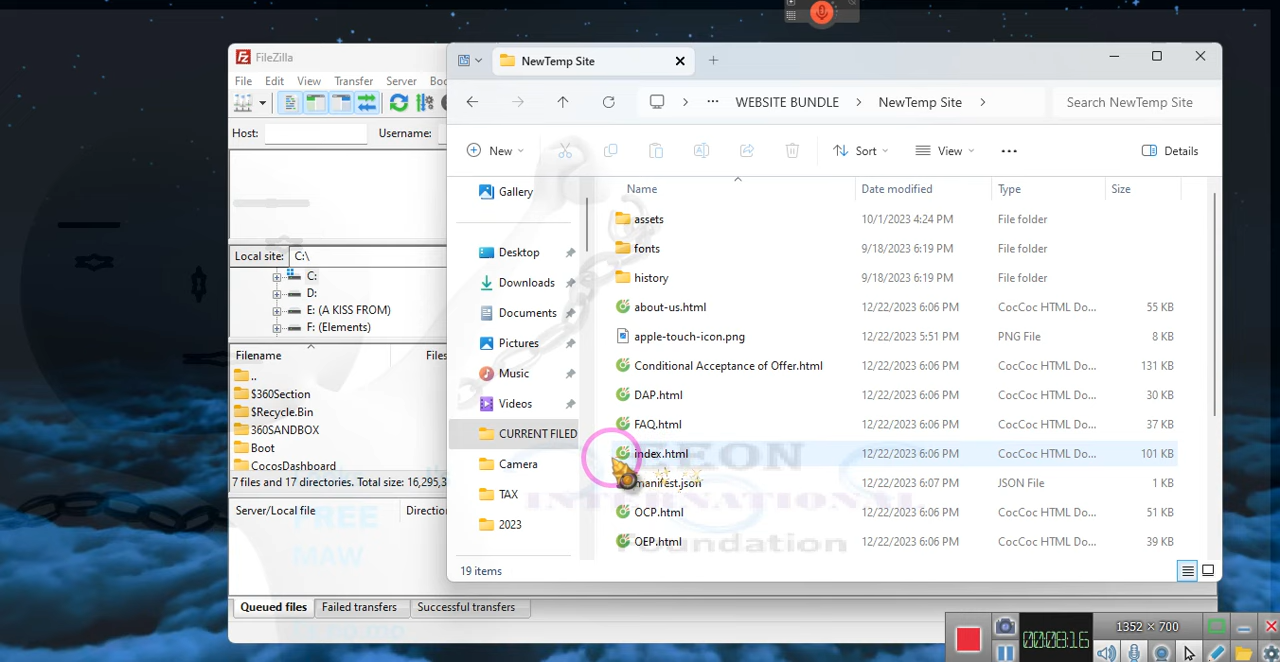 FileZilla
File Edit View Transfer Server
Host: Username:
Local site: C:\
C:
D:
E: (A KISS FROM)
F: (Elements)
Filename
..
$360Section
$Recycle.Bin
360SANDBOX
Boot
CocosDashboard
7 files and 17 directories. Total size: 16,295,3
Server/Local file
Queued files Failed transfers Successful transfers
NewTemp Site
WEBSITE BUNDLE > NewTemp Site > Search NewTemp Site
New Sort View Details
Gallery
Desktop
Downloads
Documents
Pictures
Music
Videos
CURRENT FILED
Camera
TAX
2023
Name Date modified Type Size
assets 10/1/2023 4:24 PM File folder
fonts 9/18/2023 6:19 PM File folder
history 9/18/2023 6:19 PM File folder
about-us.html 12/22/2023 6:06 PM CocCoc HTML Do... 55 KB
apple-touch-icon.png 12/22/2023 5:51 PM PNG File 8 KB
Conditional Acceptance of Offer.html 12/22/2023 6:06 PM CocCoc HTML Do... 131 KB
DAP.html 12/22/2023 6:06 PM CocCoc HTML Do... 30 KB
FAQ.html 12/22/2023 6:06 PM CocCoc HTML Do... 37 KB
index.html 12/22/2023 6:06 PM CocCoc HTML Do... 101 KB
manifest.json 12/22/2023 6:07 PM JSON File 1 KB
OCP.html 12/22/2023 6:06 PM CocCoc HTML Do... 51 KB
OEP.html 12/22/2023 6:06 PM CocCoc HTML Do... 39 KB
INTERNATIONAL
Foundation
19 items
FREE
MAW
1352 × 700
00:08:16